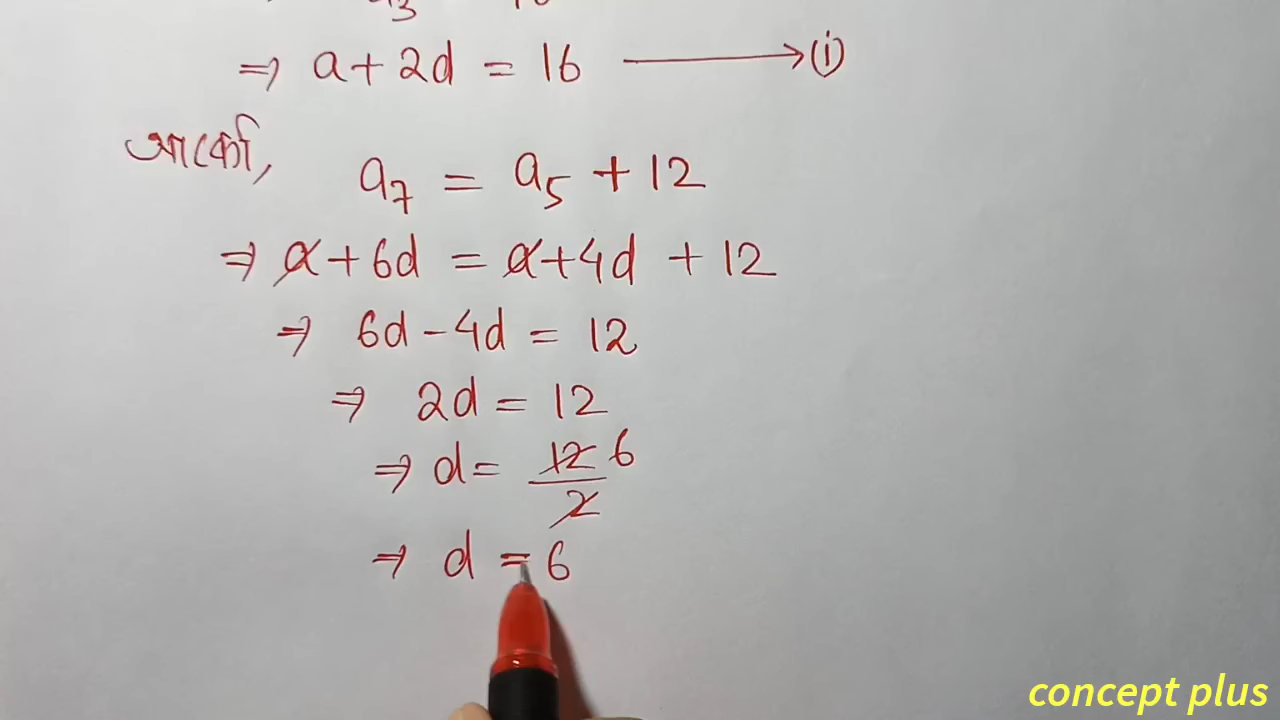 ⇒ a + 2d = 16 ⟶ (i)
আকৌ,
a₇ = a₅ + 12
⇒ a + 6d = a + 4d + 12
⇒ 6d − 4d = 12
⇒ 2d = 12
⇒ d = 12/2 6
⇒ d = 6
concept plus